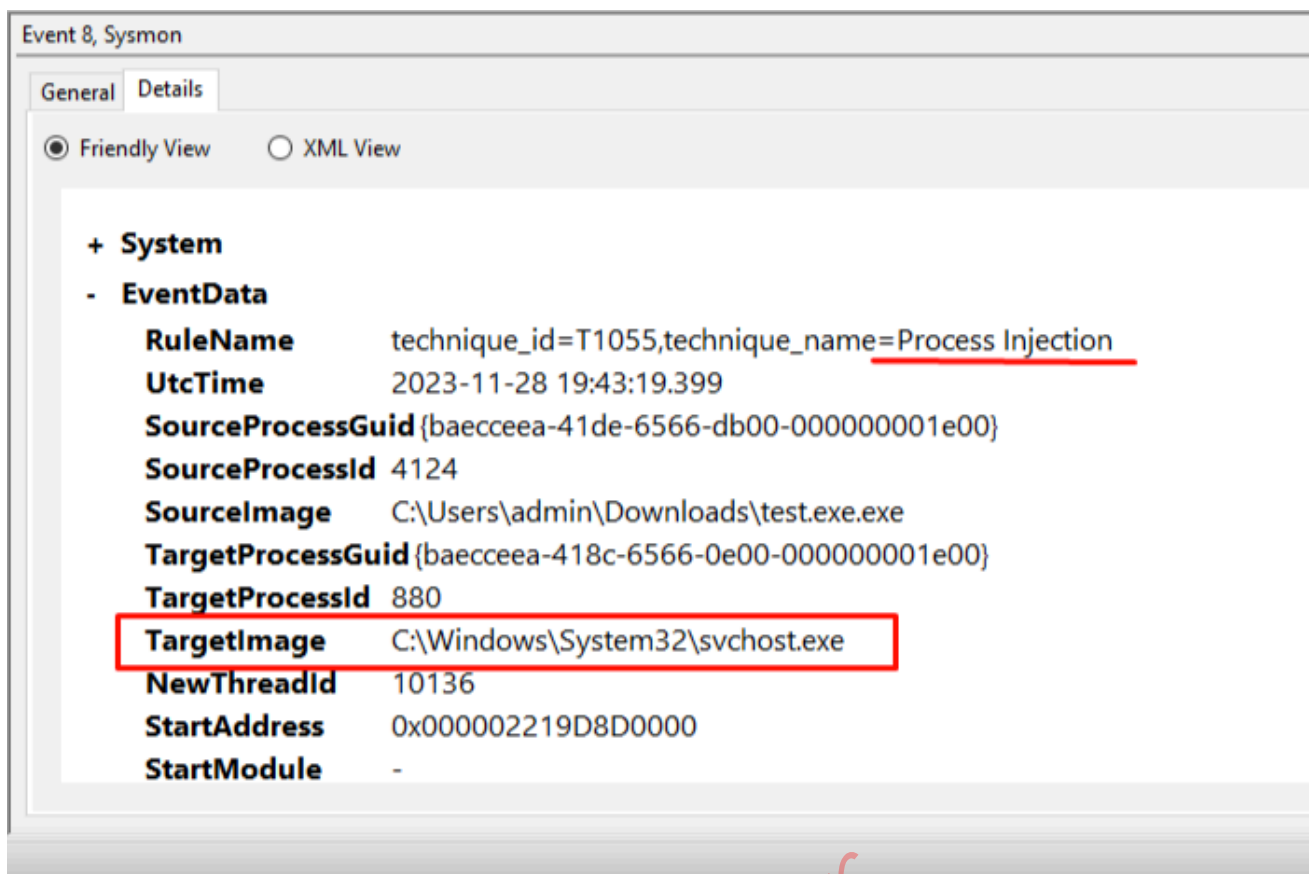 Event 8, Sysmon
General Details
Friendly View XML View
+ System
- EventData
RuleName technique_id=T1055,technique_name=Process Injection
UtcTime 2023-11-28 19:43:19.399
SourceProcessGuid {baecceea-41de-6566-db00-000000001e00}
SourceProcessId 4124
SourceImage C:\Users\admin\Downloads\test.exe.exe
TargetProcessGuid {baecceea-418c-6566-0e00-000000001e00}
TargetProcessId 880
TargetImage C:\Windows\System32\svchost.exe
NewThreadId 10136
StartAddress 0x000002219D8D0000
StartModule -